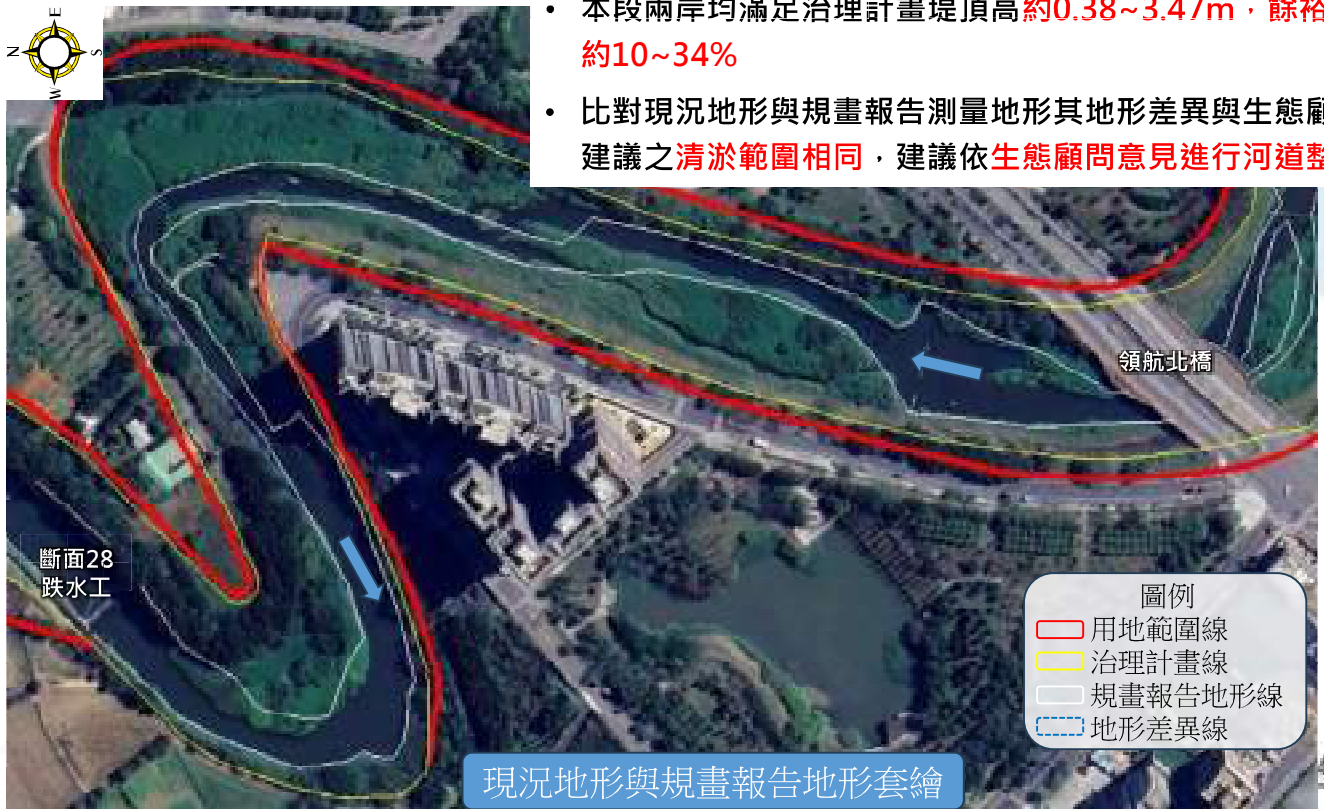 E
N
S
W
• 本段兩岸均滿足治理計畫堤頂高約0.38~3.47m，餘裕
約10~34%
• 比對現況地形與規畫報告測量地形其地形差異與生態顧
建議之清淤範圍相同，建議依生態顧問意見進行河道整
領航北橋
斷面28
跌水工
圖例
用地範圍線
治理計畫線
規畫報告地形線
地形差異線
現況地形與規畫報告地形套繪